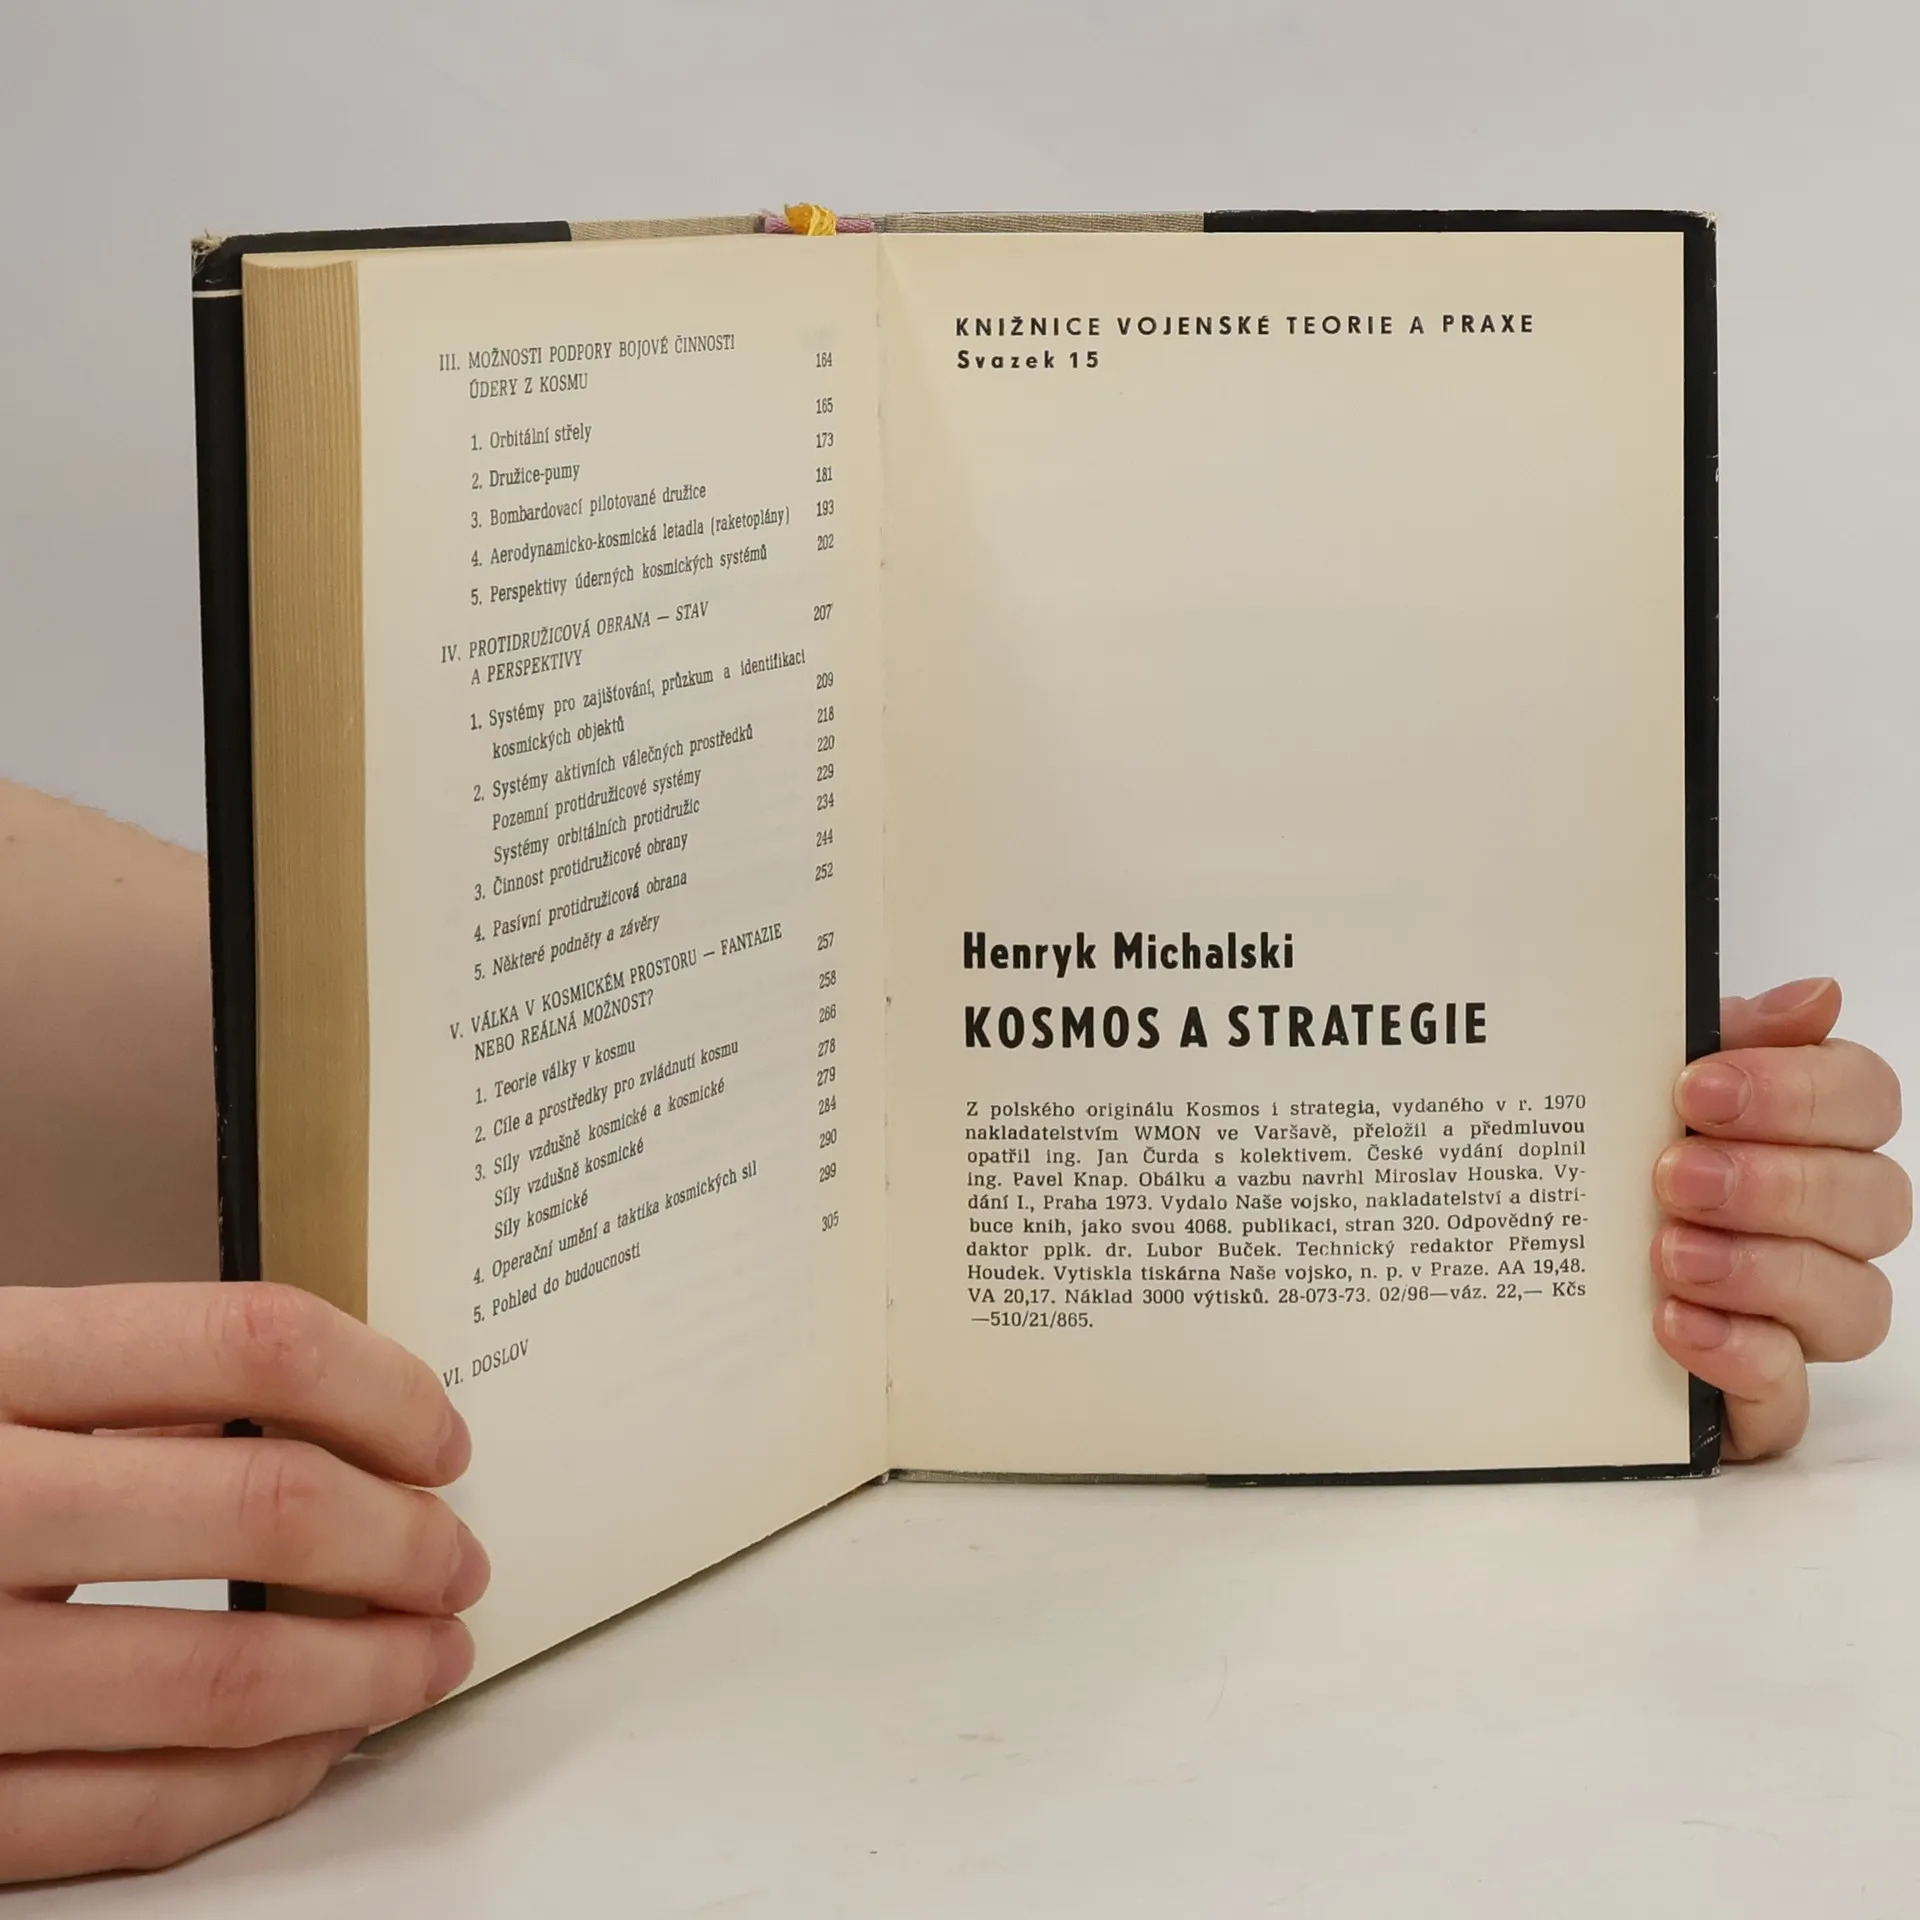 III. MOŽNOSTI PODPORY BOJOVÉ ČINNOSTI
ÚDERY Z KOSMU 164
1. Orbitální střely 165
2. Družice-pumy 173
3. Bombardovací pilotované družice 181
4. Aerodynamicko-kosmická letadla (raketoplány) 193
5. Perspektivy úderných kosmických systémů 202
IV. PROTIDRUŽICOVÁ OBRANA — STAV
A PERSPEKTIVY 207
1. Systémy pro zajišťování, průzkum a identifikaci
kosmických objektů 209
2. Systémy aktivních válečných prostředků 218
Pozemní protidružicové systémy 220
Systémy orbitálních protidružic 229
3. Činnost protidružicové obrany 234
4. Pasívní protidružicová obrana 244
5. Některé podněty a závěry 252
V. VÁLKA V KOSMICKÉM PROSTORU — FANTAZIE
NEBO REÁLNÁ MOŽNOST? 257
1. Teorie války v kosmu 258
2. Cíle a prostředky pro zvládnutí kosmu 266
3. Síly vzdušně kosmické a kosmické 278
Síly vzdušně kosmické 279
Síly kosmické 284
4. Operační umění a taktika kosmických sil 290
5. Pohled do budoucnosti 299
VI. DOSLOV 305
KNIŽNICE VOJENSKÉ TEORIE A PRAXE
Svazek 15
Henryk Michalski
KOSMOS A STRATEGIE
Z polského originálu Kosmos i strategia, vydaného v r. 1970
nakladatelstvím WMON ve Varšavě, přeložil a předmluvou
opatřil ing. Jan Čurda s kolektivem. České vydání doplnil
ing. Pavel Knap. Obálku a vazbu navrhl Miroslav Houska. Vy-
dání I., Praha 1973. Vydalo Naše vojsko, nakladatelství a distri-
buce knih, jako svou 4068. publikaci, stran 320. Odpovědný re-
daktor pplk. dr. Lubor Buček. Technický redaktor Přemysl
Houdek. Vytiskla tiskárna Naše vojsko, n. p. v Praze. AA 19,48.
VA 20,17. Náklad 3000 výtisků. 28-073-73. 02/96—váz. 22,— Kčs
—510/21/865.